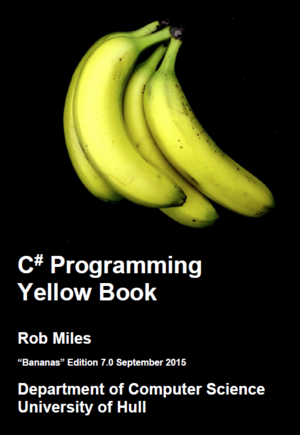 C# Programming
Yellow Book
Rob Miles
“Bananas” Edition 7.0 September 2015
Department of Computer Science
University of Hull